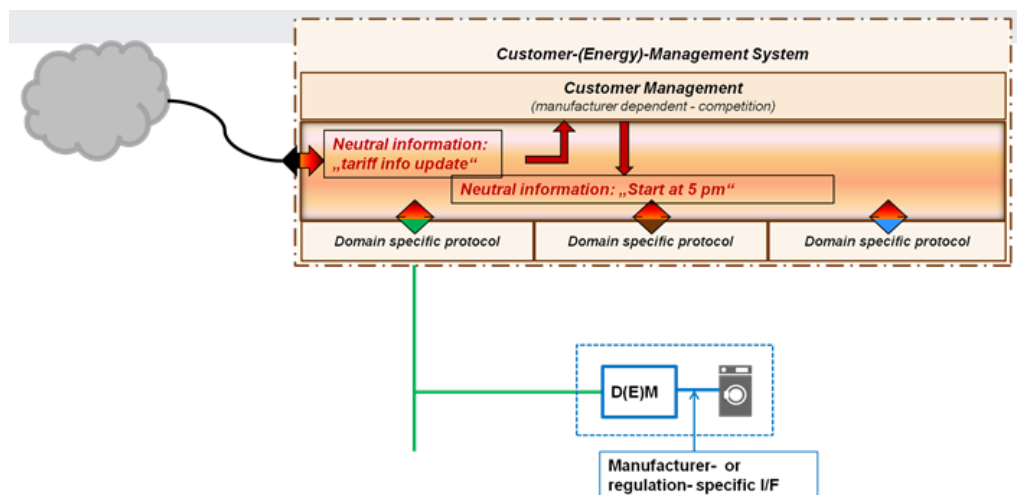 Customer-(Energy)-Management System
Customer Management
(manufacturer dependent - competition)
Neutral information:
„tariff info update“
Neutral information: „Start at 5 pm“
Domain specific protocol
Domain specific protocol
Domain specific protocol
D(E)M
Manufacturer- or
regulation- specific I/F